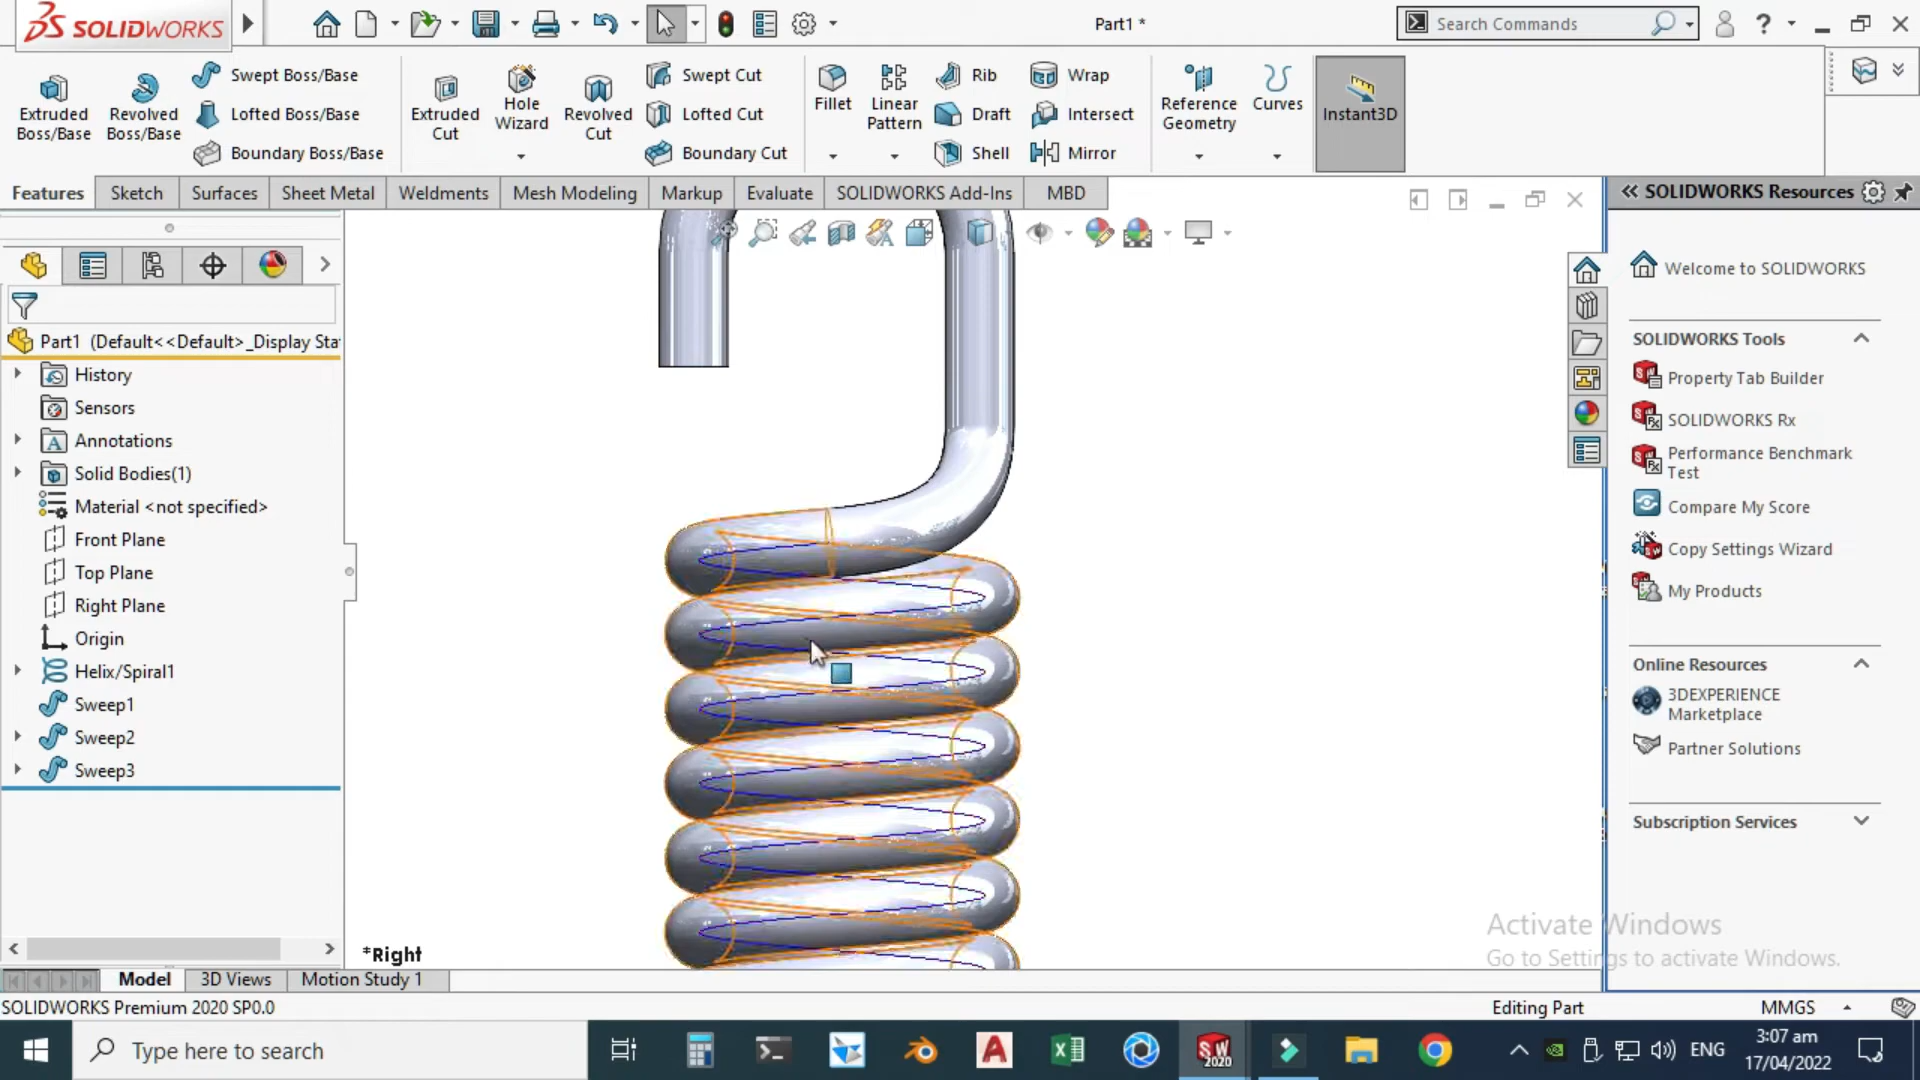 SOLIDWORKS
Part1 *
Search Commands
Extruded Boss/Base
Revolved Boss/Base
Swept Boss/Base
Lofted Boss/Base
Boundary Boss/Base
Extruded Cut
Hole Wizard
Revolved Cut
Swept Cut
Lofted Cut
Boundary Cut
Fillet
Linear Pattern
Rib
Draft
Shell
Wrap
Intersect
Mirror
Reference Geometry
Curves
Instant3D
Features
Sketch
Surfaces
Sheet Metal
Weldments
Mesh Modeling
Markup
Evaluate
SOLIDWORKS Add-Ins
MBD
Part1 (Default<<Default>_Display Sta
History
Sensors
Annotations
Solid Bodies(1)
Material <not specified>
Front Plane
Top Plane
Right Plane
Origin
Helix/Spiral1
Sweep1
Sweep2
Sweep3
*Right
SOLIDWORKS Resources
Welcome to SOLIDWORKS
SOLIDWORKS Tools
Property Tab Builder
SOLIDWORKS Rx
Performance Benchmark
Test
Compare My Score
Copy Settings Wizard
My Products
Online Resources
3DEXPERIENCE
Marketplace
Partner Solutions
Subscription Services
Activate Windows
Go to Settings to activate Windows.
Model
3D Views
Motion Study 1
SOLIDWORKS Premium 2020 SP0.0
Editing Part
MMGS
Type here to search
SW
2020
ENG
3:07 am
17/04/2022